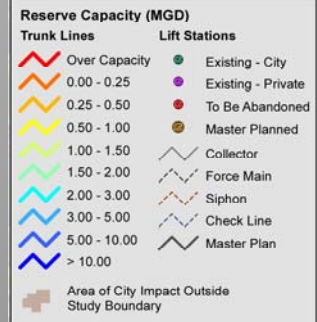 Reserve Capacity (MGD)
Trunk Lines
Over Capacity
0.00 - 0.25
0.25 - 0.50
0.50 - 1.00
1.00 - 1.50
1.50 - 2.00
2.00 - 3.00
3.00 - 5.00
5.00 - 10.00
> 10.00
Lift Stations
Existing - City
Existing - Private
To Be Abandoned
Master Planned
Collector
Force Main
Siphon
Check Line
Master Plan
Area of City Impact Outside
Study Boundary